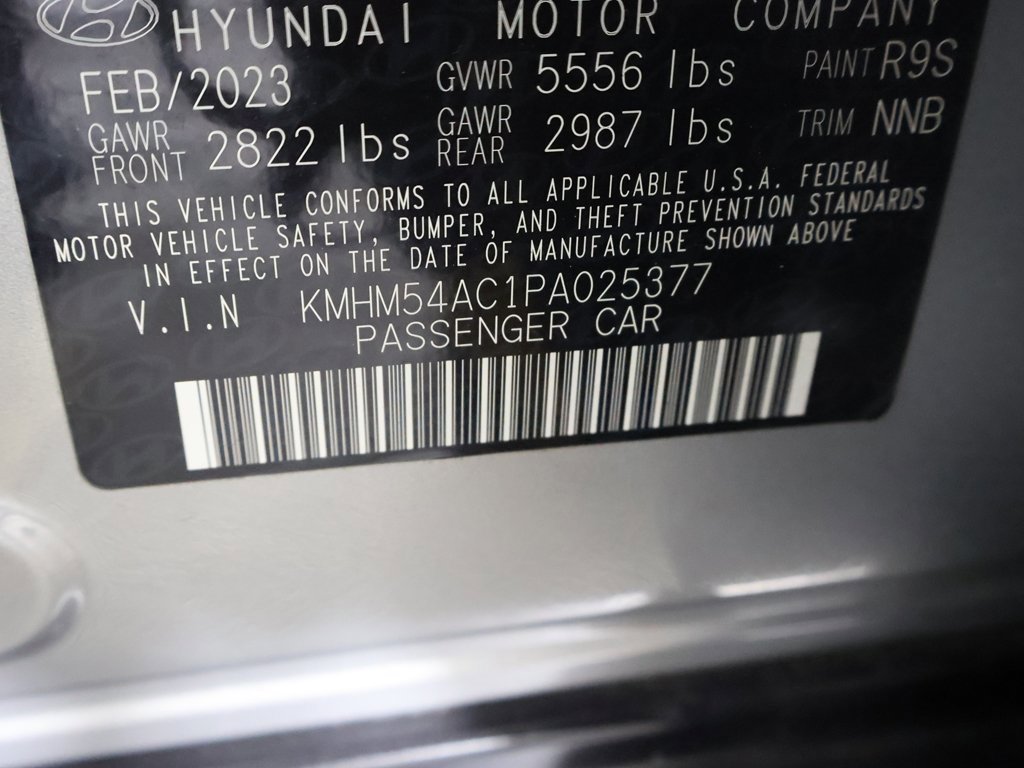 HYUNDAI MOTOR COMPANY
FEB/2023 GVWR 5556 lbs PAINT R9S
GAWR FRONT 2822 lbs GAWR REAR 2987 lbs TRIM NNB
THIS VEHICLE CONFORMS TO ALL APPLICABLE U.S.A. FEDERAL
MOTOR VEHICLE SAFETY, BUMPER, AND THEFT PREVENTION STANDARDS
IN EFFECT ON THE DATE OF MANUFACTURE SHOWN ABOVE
V.I.N KMHM54AC1PA025377
PASSENGER CAR